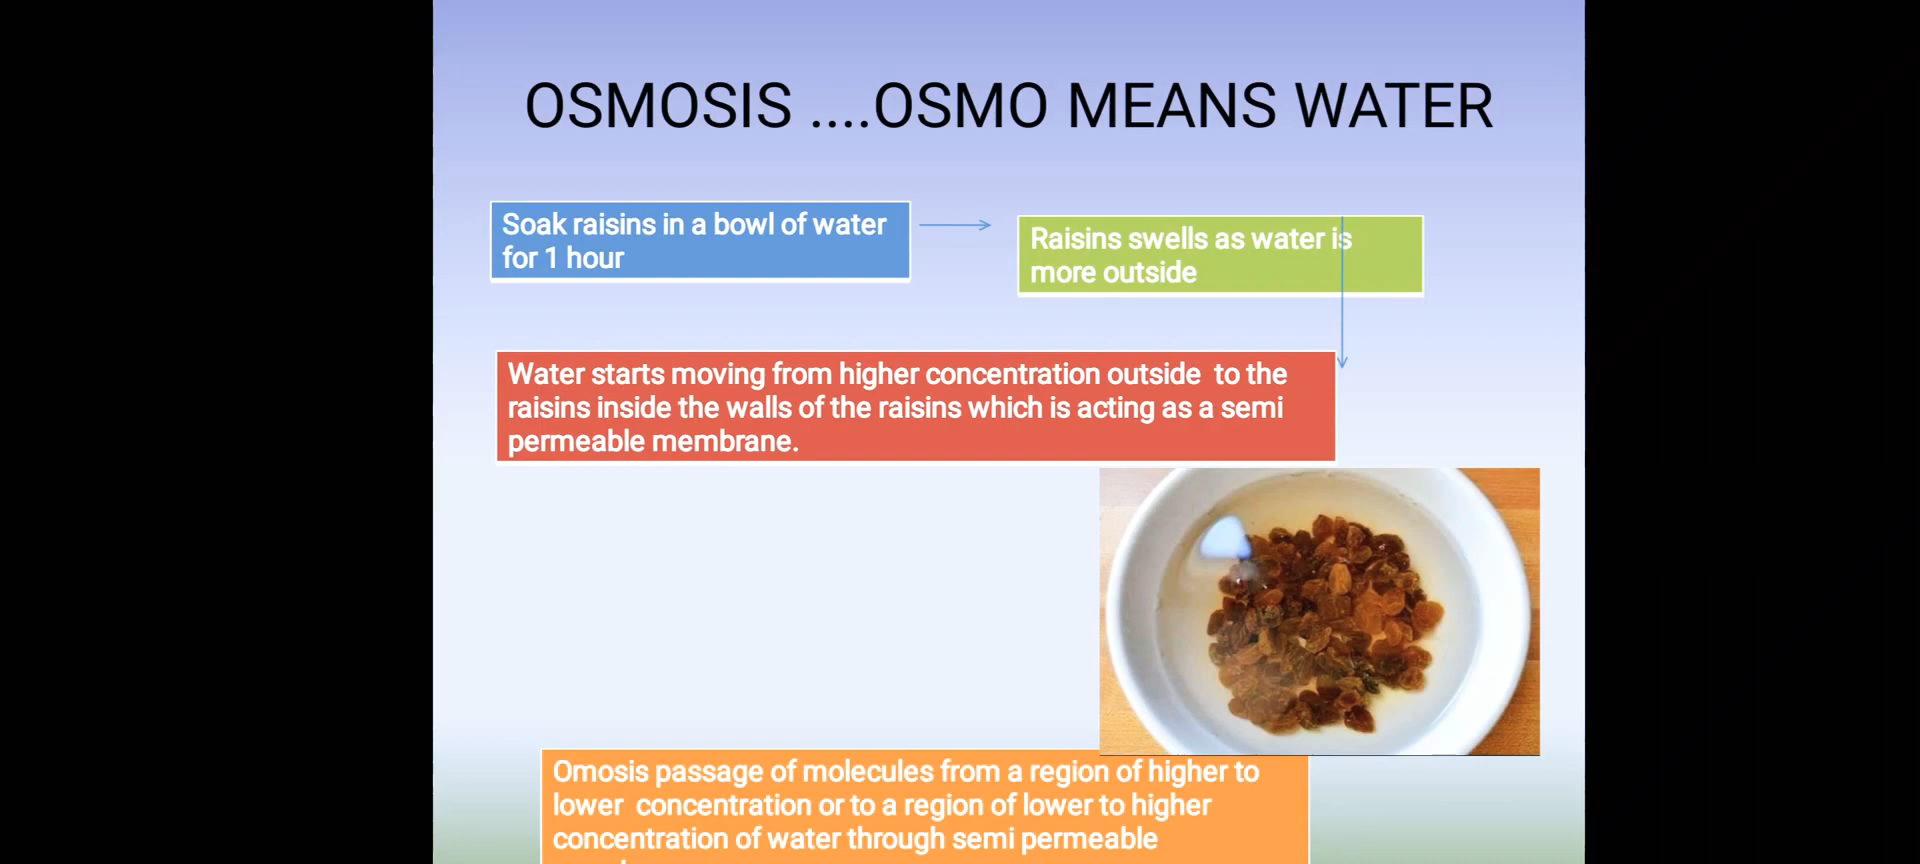 OSMOSIS ....OSMO MEANS WATER
Soak raisins in a bowl of water
for 1 hour
Raisins swells as water is
more outside
Water starts moving from higher concentration outside  to the
raisins inside the walls of the raisins which is acting as a semi
permeable membrane.
Omosis passage of molecules from a region of higher to
lower  concentration or to a region of lower to higher
concentration of water through semi permeable